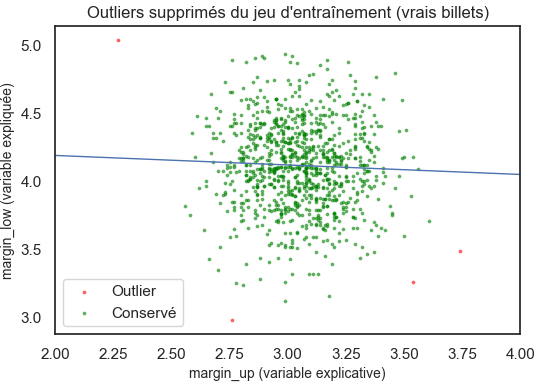 Outliers supprimés du jeu d'entraînement (vrais billets)
5.0
4.5
4.0
3.5
3.0
margin_low (variable expliquée)
Outlier
Conservé
2.00 2.25 2.50 2.75 3.00 3.25 3.50 3.75 4.00
margin_up (variable explicative)